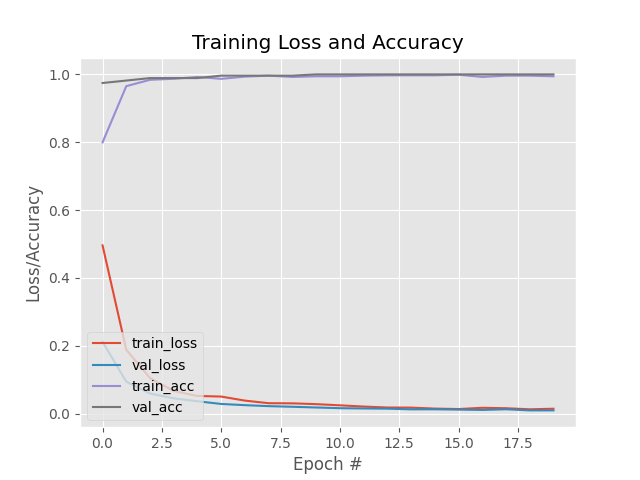 Training Loss and Accuracy
1.0
0.8
0.6
0.4
0.2
0.0
Loss/Accuracy
train_loss
val_loss
train_acc
val_acc
0.0 2.5 5.0 7.5 10.0 12.5 15.0 17.5
Epoch #